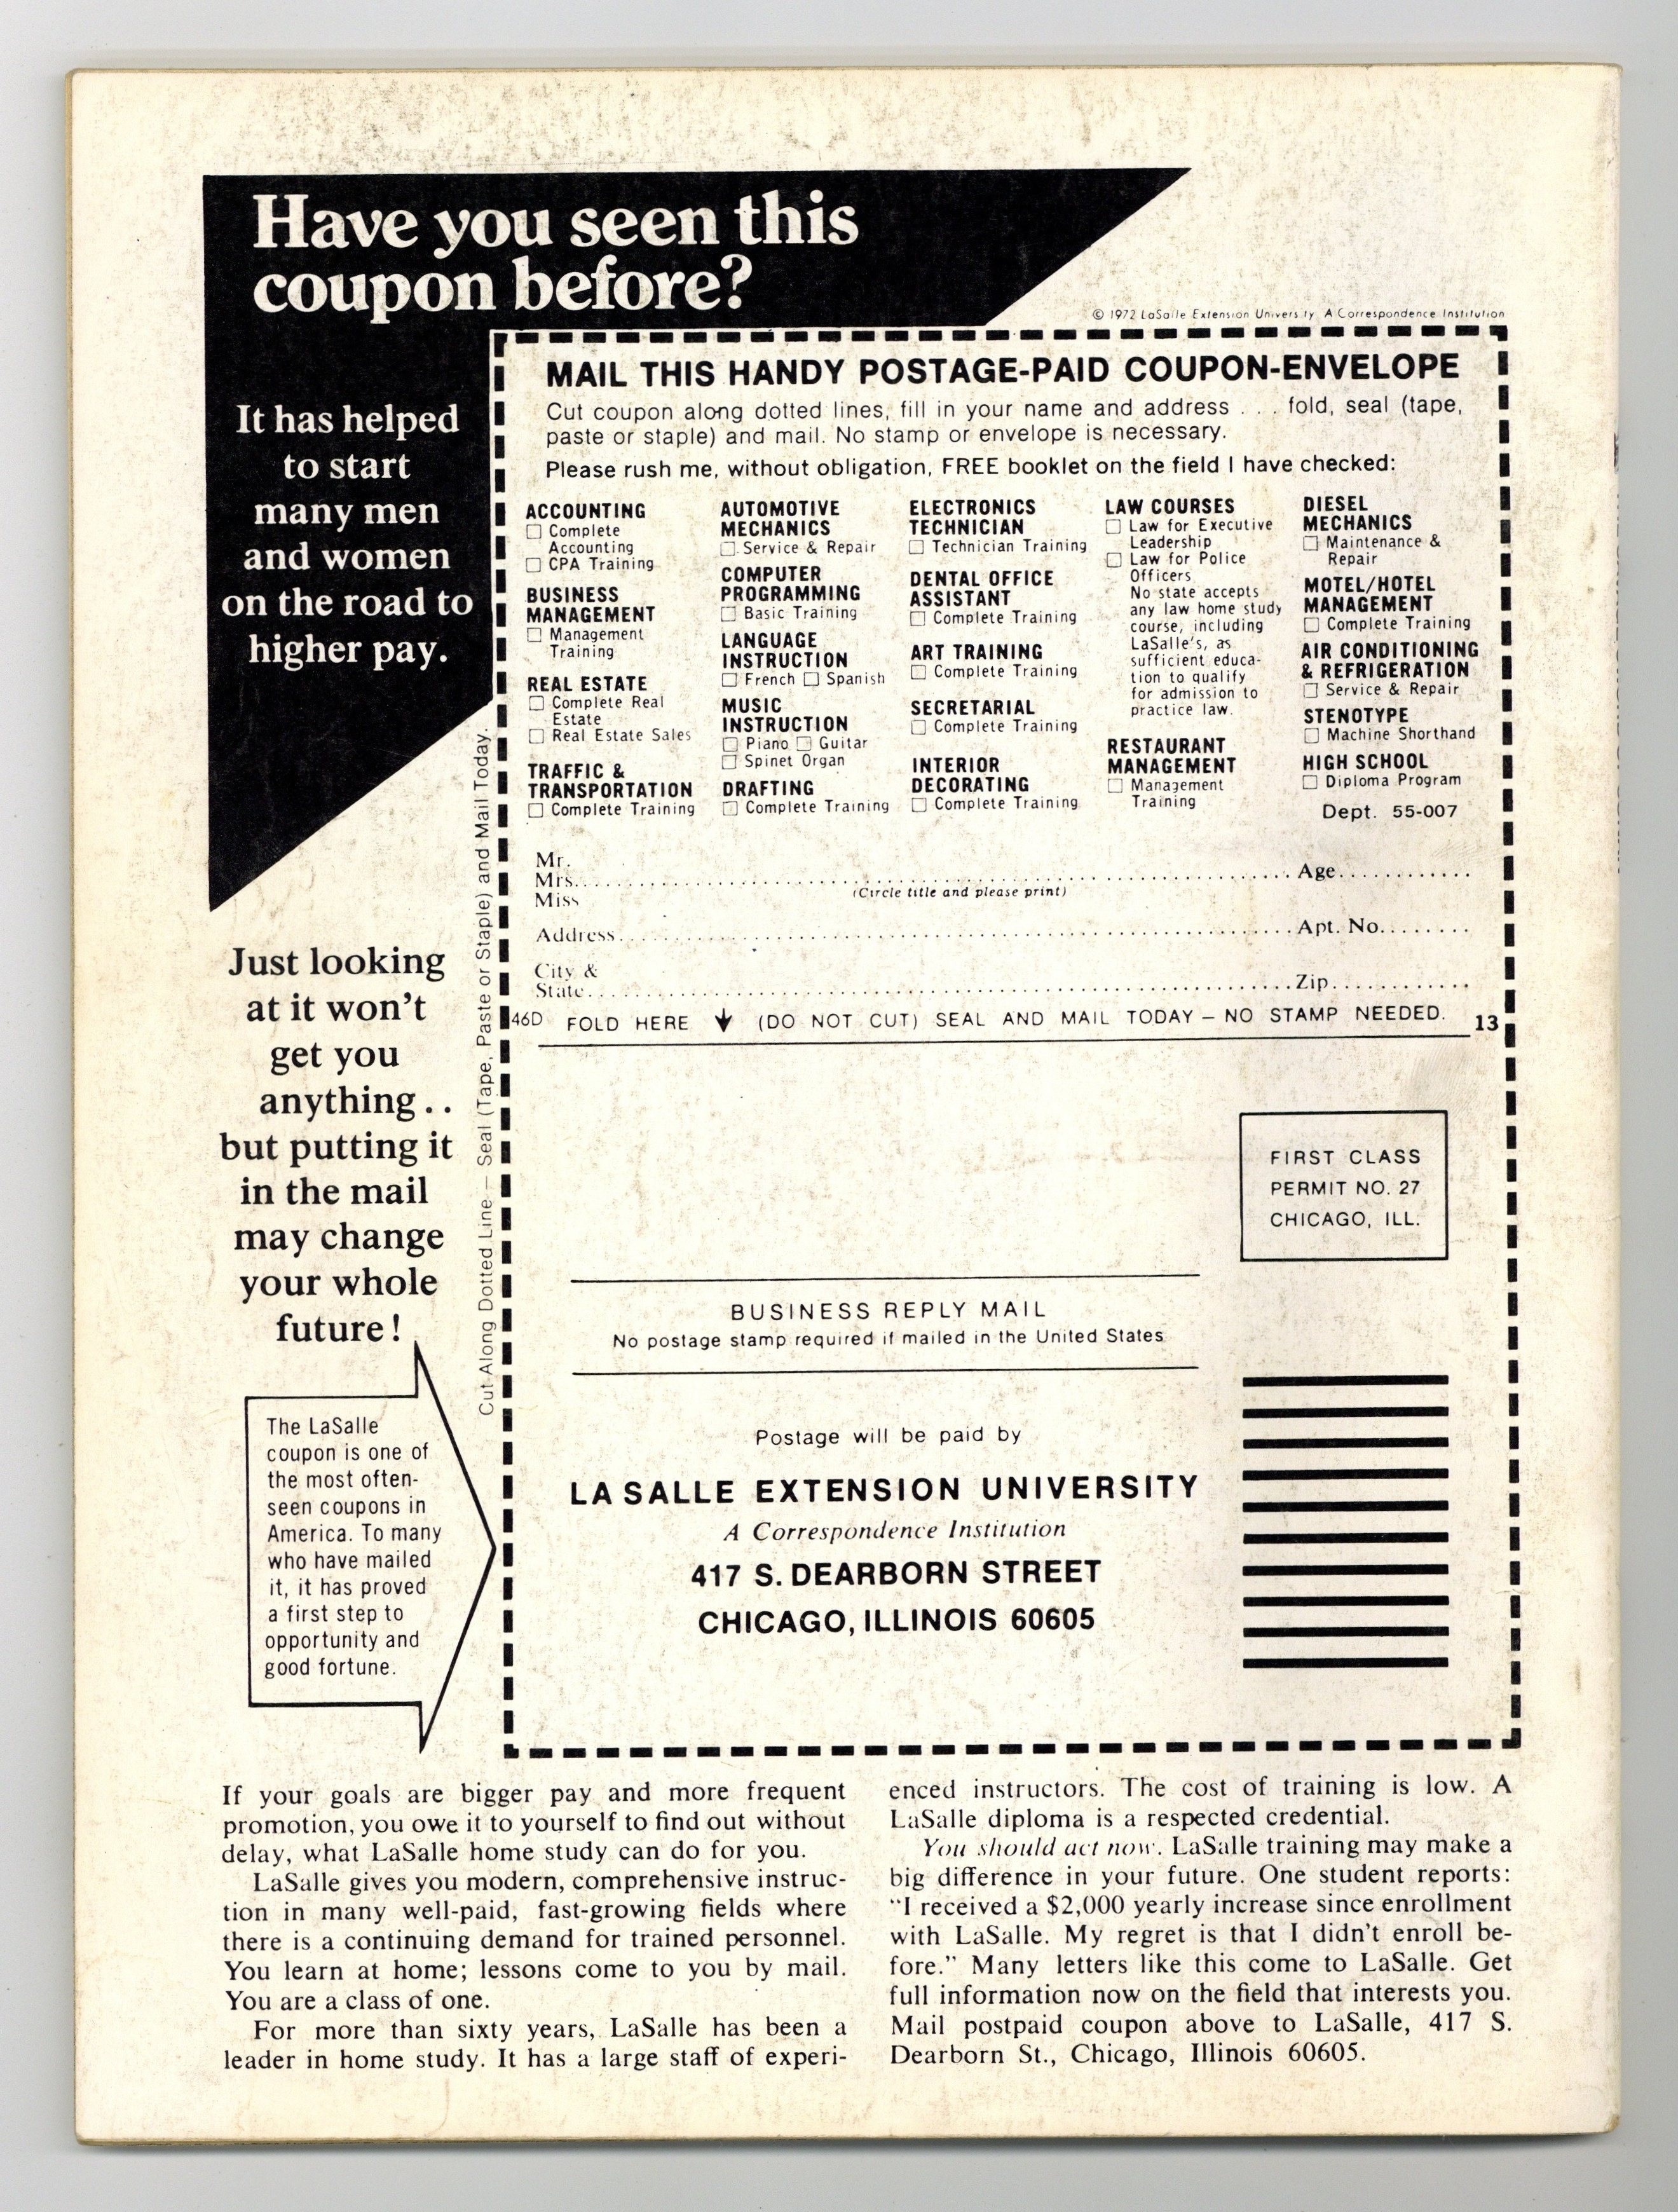 Have you seen this
coupon before?
It has helped
to start
many men
and women
on the road to
higher pay.
Just looking
at it won't
get you
anything . .
but putting it
in the mail
may change
your whole
future!
The LaSalle
coupon is one of
the most often-
seen coupons in
America. To many
who have mailed
it, it has proved
a first step to
opportunity and
good fortune.
Cut Along Dotted Line — Seal (Tape, Paste or Staple) and Mail Today.
© 1972 LaSalle Extension University A Correspondence Institution
MAIL THIS HANDY POSTAGE-PAID COUPON-ENVELOPE
Cut coupon along dotted lines, fill in your name and address . . . fold, seal (tape,
paste or staple) and mail. No stamp or envelope is necessary.
Please rush me, without obligation, FREE booklet on the field I have checked:
ACCOUNTING
☐ Complete
Accounting
☐ CPA Training
BUSINESS
MANAGEMENT
☐ Management
Training
REAL ESTATE
☐ Complete Real
Estate
☐ Real Estate Sales
TRAFFIC &
TRANSPORTATION
☐ Complete Training
AUTOMOTIVE
MECHANICS
☐ Service & Repair
COMPUTER
PROGRAMMING
☐ Basic Training
LANGUAGE
INSTRUCTION
☐ French ☐ Spanish
MUSIC
INSTRUCTION
☐ Piano ☐ Guitar
☐ Spinet Organ
DRAFTING
☐ Complete Training
ELECTRONICS
TECHNICIAN
☐ Technician Training
DENTAL OFFICE
ASSISTANT
☐ Complete Training
ART TRAINING
☐ Complete Training
SECRETARIAL
☐ Complete Training
INTERIOR
DECORATING
☐ Complete Training
LAW COURSES
☐ Law for Executive
Leadership
☐ Law for Police
Officers
No state accepts
any law home study
course, including
LaSalle's, as
sufficient educa-
tion to qualify
for admission to
practice law.
RESTAURANT
MANAGEMENT
☐ Management
Training
DIESEL
MECHANICS
☐ Maintenance &
Repair
MOTEL/HOTEL
MANAGEMENT
☐ Complete Training
AIR CONDITIONING
& REFRIGERATION
☐ Service & Repair
STENOTYPE
☐ Machine Shorthand
HIGH SCHOOL
☐ Diploma Program
Dept. 55-007
Mr.
Mrs. Age
Miss (Circle title and please print)
Address Apt. No.
City &
State Zip
46D FOLD HERE ↓ (DO NOT CUT) SEAL AND MAIL TODAY — NO STAMP NEEDED. 13
FIRST CLASS
PERMIT NO. 27
CHICAGO, ILL.
BUSINESS REPLY MAIL
No postage stamp required if mailed in the United States
Postage will be paid by
LA SALLE EXTENSION UNIVERSITY
A Correspondence Institution
417 S. DEARBORN STREET
CHICAGO, ILLINOIS 60605
If your goals are bigger pay and more frequent
promotion, you owe it to yourself to find out without
delay, what LaSalle home study can do for you.
LaSalle gives you modern, comprehensive instruc-
tion in many well-paid, fast-growing fields where
there is a continuing demand for trained personnel.
You learn at home; lessons come to you by mail.
You are a class of one.
For more than sixty years, LaSalle has been a
leader in home study. It has a large staff of experi-
enced instructors. The cost of training is low. A
LaSalle diploma is a respected credential.
You should act now. LaSalle training may make a
big difference in your future. One student reports:
"I received a $2,000 yearly increase since enrollment
with LaSalle. My regret is that I didn't enroll be-
fore." Many letters like this come to LaSalle. Get
full information now on the field that interests you.
Mail postpaid coupon above to LaSalle, 417 S.
Dearborn St., Chicago, Illinois 60605.